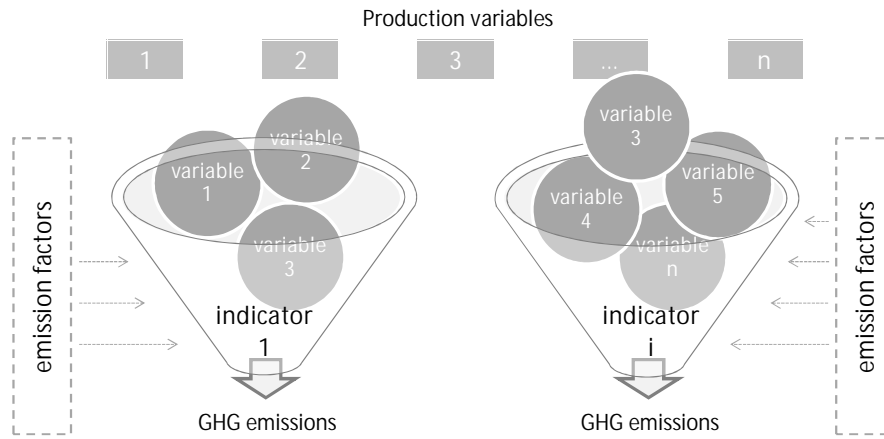 Production variables
1
2
3
...
n
variable
1
variable
2
variable
3
variable
3
variable
4
variable
5
variable
n
emission factors
emission factors
indicator
1
indicator
i
GHG emissions
GHG emissions